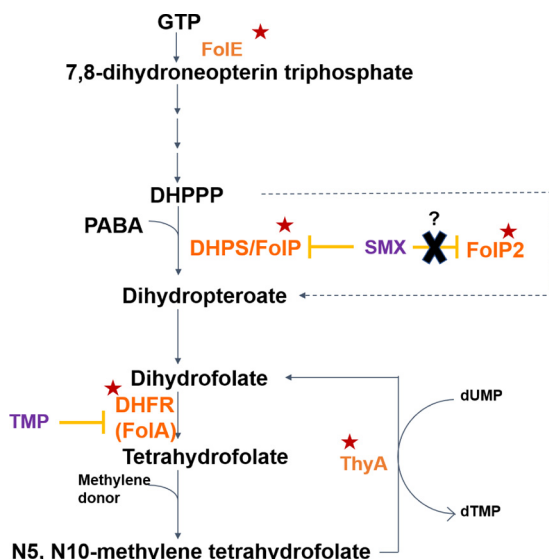 GTP
FolE
7,8-dihydroneopterin triphosphate
DHPPP
PABA
?
DHPS/FolP
SMX
FolP2
Dihydropteroate
Dihydrofolate
TMP
DHFR
(FolA)
dUMP
Tetrahydrofolate
ThyA
Methylene
donor
dTMP
N5, N10-methylene tetrahydrofolate